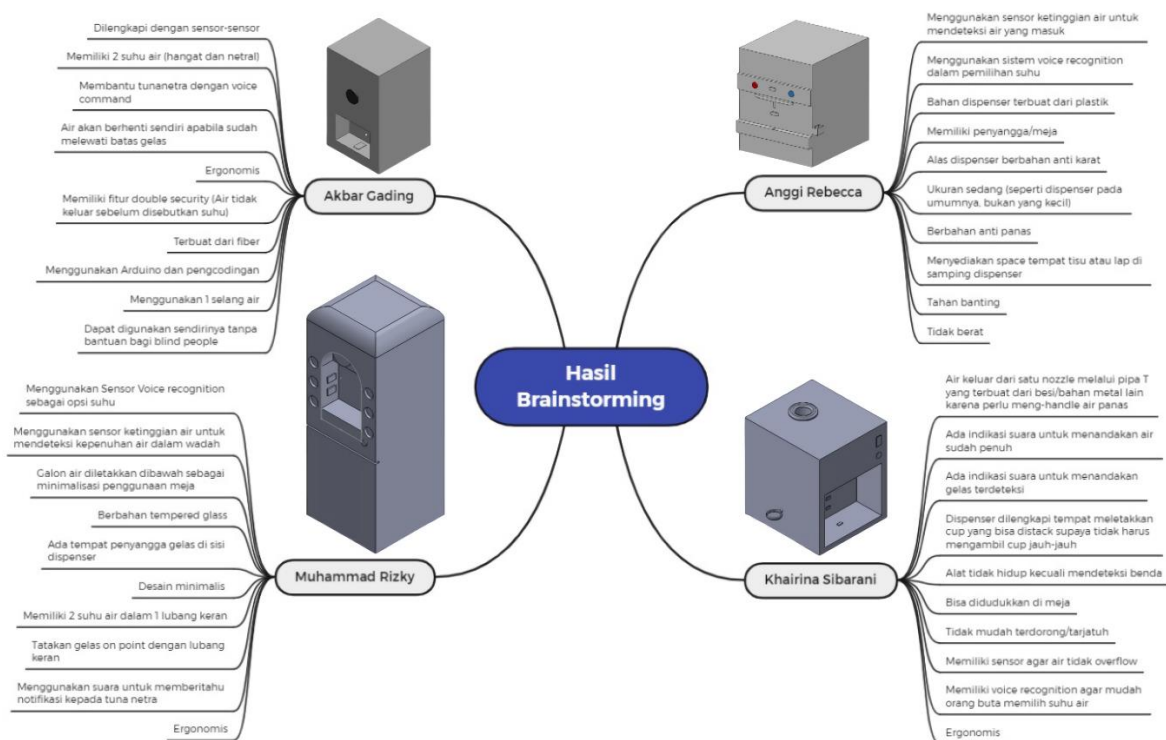 Dilengkapi dengan sensor-sensor
Memiliki 2 suhu air (hangat dan netral)
Membantu tunanetra dengan voice
command
Air akan berhenti sendiri apabila sudah
melewati batas gelas
Ergonomis
Memiliki fitur double security (Air tidak
keluar sebelum disebutkan suhu)
Terbuat dari fiber
Menggunakan Arduino dan pengcodingan
Menggunakan 1 selang air
Dapat digunakan sendirinya tanpa
bantuan bagi blind people
Akbar Gading
Menggunakan sensor ketinggian air untuk
mendeteksi air yang masuk
Menggunakan sistem voice recognition
dalam pemilihan suhu
Bahan dispenser terbuat dari plastik
Memiliki penyangga/meja
Alas dispenser berbahan anti karat
Ukuran sedang (seperti dispenser pada
umumnya, bukan yang kecil)
Berbahan anti panas
Menyediakan space tempat tisu atau lap di
samping dispenser
Tahan banting
Tidak berat
Anggi Rebecca
Hasil
Brainstorming
Menggunakan Sensor Voice recognition
sebagai opsi suhu
Menggunakan sensor ketinggian air untuk
mendeteksi kepenuhan air dalam wadah
Galon air diletakkan dibawah sebagai
minimalisasi penggunaan meja
Berbahan tempered glass
Ada tempat penyangga gelas di sisi
dispenser
Desain minimalis
Memiliki 2 suhu air dalam 1 lubang keran
Tatakan gelas on point dengan lubang
keran
Menggunakan suara untuk memberitahu
notifikasi kepada tuna netra
Ergonomis
Muhammad Rizky
Air keluar dari satu nozzle melalui pipa T
yang terbuat dari besi/bahan metal lain
karena perlu meng-handle air panas
Ada indikasi suara untuk menandakan air
sudah penuh
Ada indikasi suara untuk menandakan
gelas terdeteksi
Dispenser dilengkapi tempat meletakkan
cup yang bisa distack supaya tidak harus
mengambil cup jauh-jauh
Alat tidak hidup kecuali mendeteksi benda
Bisa didudukkan di meja
Tidak mudah terdorong/tarjatuh
Memiliki sensor agar air tidak overflow
Memiliki voice recognition agar mudah
orang buta memilih suhu air
Ergonomis
Khairina Sibarani